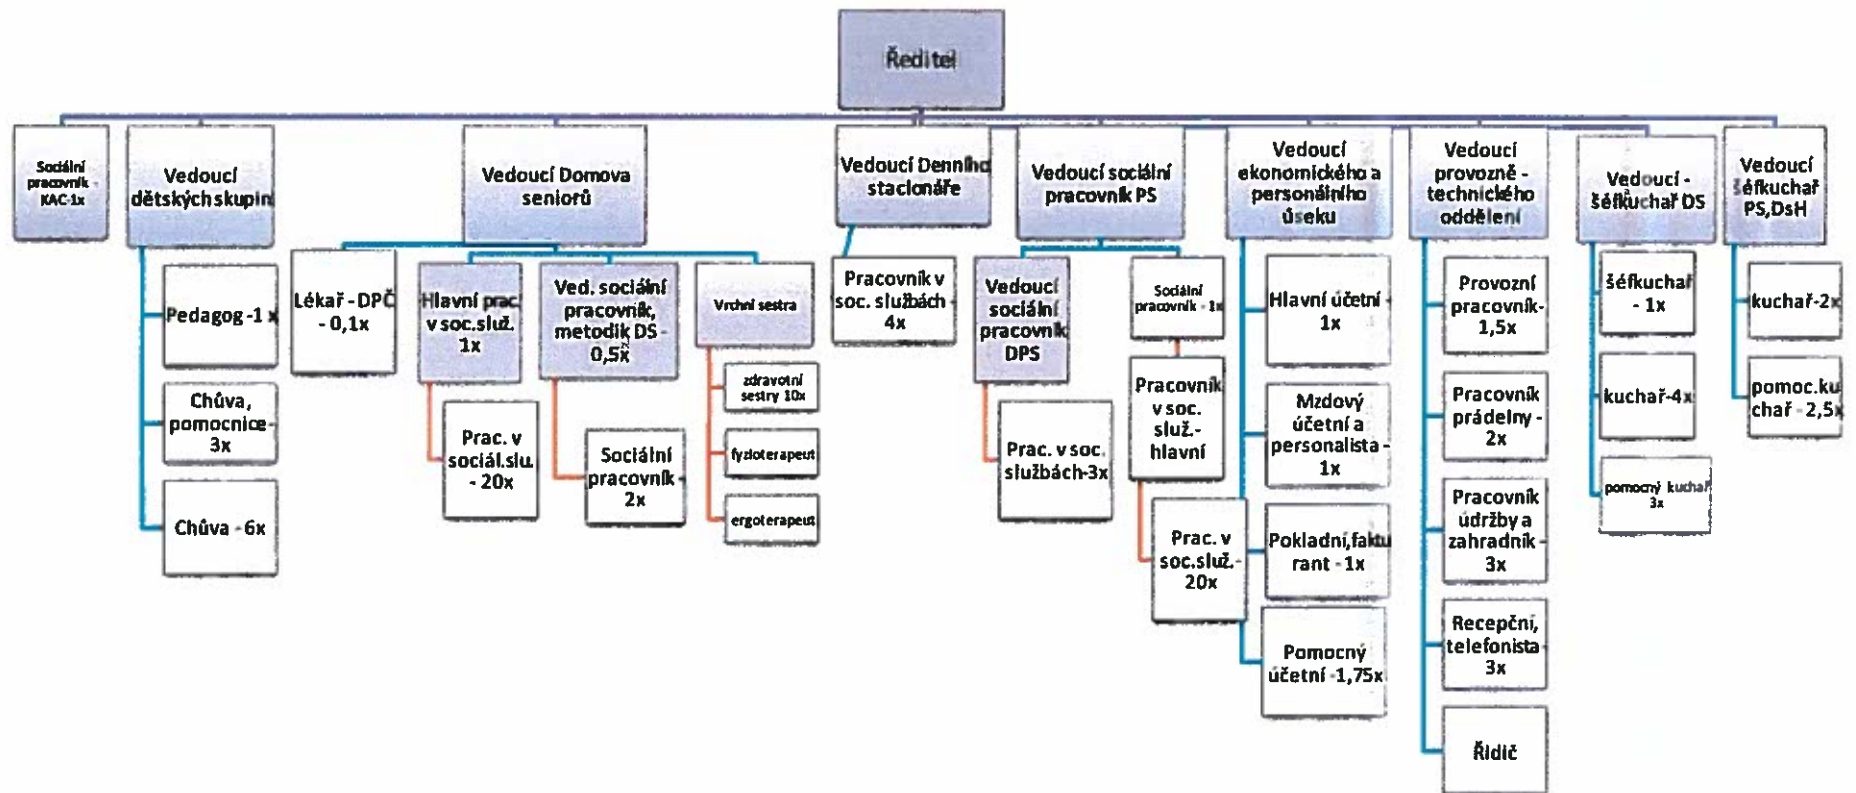 Ředitel
Sociální
pracovník -
KAC-1x
Vedoucí
dětských skupin
Vedoucí Domova
seniorů
Vedoucí Denního
stacionáře
Vedoucí sociální
pracovník PS
Vedoucí
ekonomického a
personálního
úseku
Vedoucí
provozně -
technického
oddělení
Vedoucí -
šéfkuchař DS
Vedoucí
šéfkuchař
PS,DsH
Pedagog -1 x
Chůva,
pomocnice-
3x
Chůva - 6x
Lékař - DPČ
- 0,1x
Hlavní prac.
v soc.služ.
1x
Prac. v
sociál.slu.
- 20x
Ved. sociální
pracovník,
metodik DS -
0,5x
Sociální
pracovník -
2x
Vrchní sestra
zdravotní
sestry 10x
fyzioterapeut
ergoterapeut
Pracovník v
soc. službách -
4x
Vedoucí
sociální
pracovník
DPS
Prac. v soc.
službách-3x
Sociální
pracovník - 1x
Pracovník
v soc.
služ.-
hlavní
Prac. v
soc.služ.-
20x
Hlavní účetní -
1x
Mzdový
účetní a
personalista -
1x
Pokladní,faktu
rant - 1x
Pomocný
účetní -1,75x
Provozní
pracovník-
1,5x
Pracovník
prádelny -
2x
Pracovník
údržby a
zahradník -
3x
Recepční,
telefonista -
3x
Řidič
šéfkuchař
- 1x
kuchař-4x
pomocný kuchař
3x
kuchař-2x
pomoc.ku
chař - 2,5x